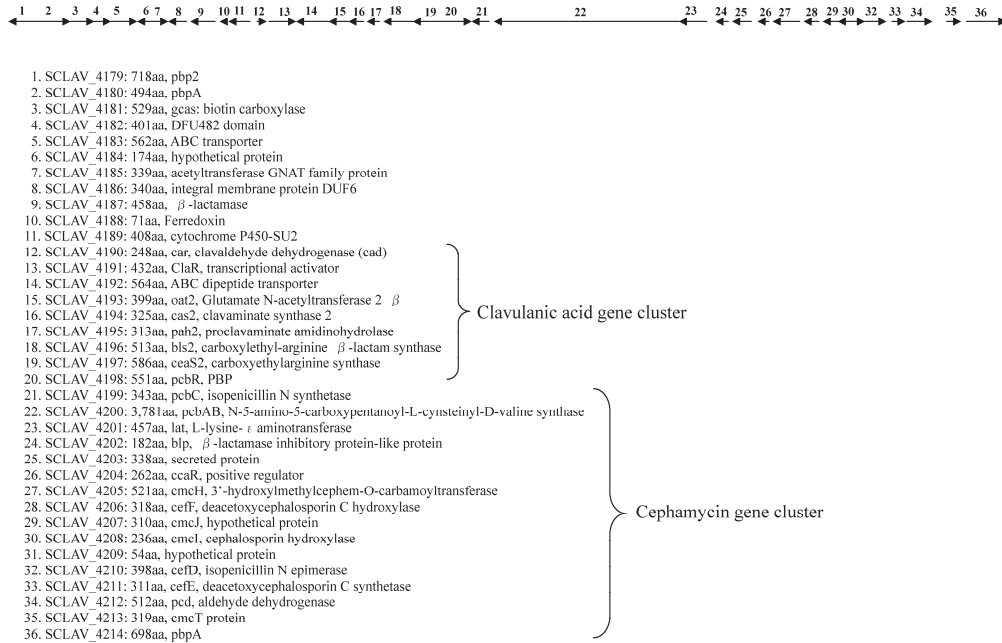 1 2 3 4 5 6 7 8 9 10 11 12 13 14 15 16 17 18 19 20 21 22 23 24 25 26 27 28 29 30 32 33 34 35 36
1. SCLAV_4179: 718aa, pbp2
2. SCLAV_4180: 494aa, pbpA
3. SCLAV_4181: 529aa, gcas: biotin carboxylase
4. SCLAV_4182: 401aa, DFU482 domain
5. SCLAV_4183: 562aa, ABC transporter
6. SCLAV_4184: 174aa, hypothetical protein
7. SCLAV_4185: 339aa, acetyltransferase GNAT family protein
8. SCLAV_4186: 340aa, integral membrane protein DUF6
9. SCLAV_4187: 458aa, β-lactamase
10. SCLAV_4188: 71aa, Ferredoxin
11. SCLAV_4189: 408aa, cytochrome P450-SU2
12. SCLAV_4190: 248aa, car, clavaldehyde dehydrogenase (cad)
13. SCLAV_4191: 432aa, ClaR, transcriptional activator
14. SCLAV_4192: 564aa, ABC dipeptide transporter
15. SCLAV_4193: 399aa, oat2, Glutamate N-acetyltransferase 2 β
16. SCLAV_4194: 325aa, cas2, clavaminate synthase 2
Clavulanic acid gene cluster
17. SCLAV_4195: 313aa, pah2, proclavaminate amidinohydrolase
18. SCLAV_4196: 513aa, bls2, carboxylethyl-arginine β-lactam synthase
19. SCLAV_4197: 586aa, ceaS2, carboxyethylarginine synthase
20. SCLAV_4198: 551aa, pcbR, PBP
21. SCLAV_4199: 343aa, pcbC, isopenicillin N synthetase
22. SCLAV_4200: 3,781aa, pcbAB, N-5-amino-5-carboxypentanoyl-L-cynsteinyl-D-valine synthase
23. SCLAV_4201: 457aa, lat, L-lysine- ε aminotransferase
24. SCLAV_4202: 182aa, blp, β-lactamase inhibitory protein-like protein
25. SCLAV_4203: 338aa, secreted protein
26. SCLAV_4204: 262aa, ccaR, positive regulator
27. SCLAV_4205: 521aa, cmcH, 3'-hydroxylmethylcephem-O-carbamoyltransferase
28. SCLAV_4206: 318aa, cefF, deacetoxycephalosporin C hydroxylase
Cephamycin gene cluster
29. SCLAV_4207: 310aa, cmcJ, hypothetical protein
30. SCLAV_4208: 236aa, cmcI, cephalosporin hydroxylase
31. SCLAV_4209: 54aa, hypothetical protein
32. SCLAV_4210: 398aa, cefD, isopenicillin N epimerase
33. SCLAV_4211: 311aa, cefE, deacetoxycephalosporin C synthetase
34. SCLAV_4212: 512aa, pcd, aldehyde dehydrogenase
35. SCLAV_4213: 319aa, cmcT protein
36. SCLAV_4214: 698aa, pbpA